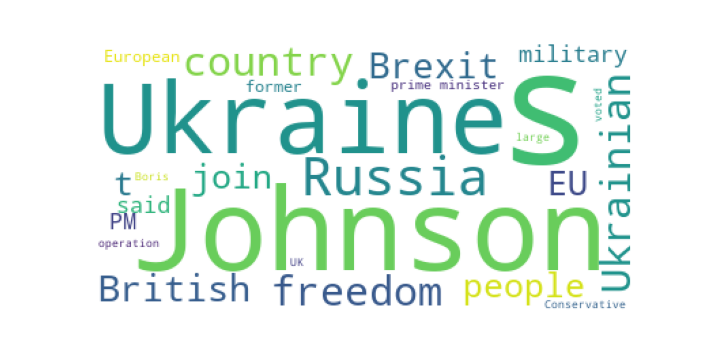 European
country
Brexit
military
former
prime minister
Ukraine
s
voted
large
Ukrainian
t
Boris
join
Russia
EU
said
PM
Johnson
operation
UK
British
freedom
people
Conservative